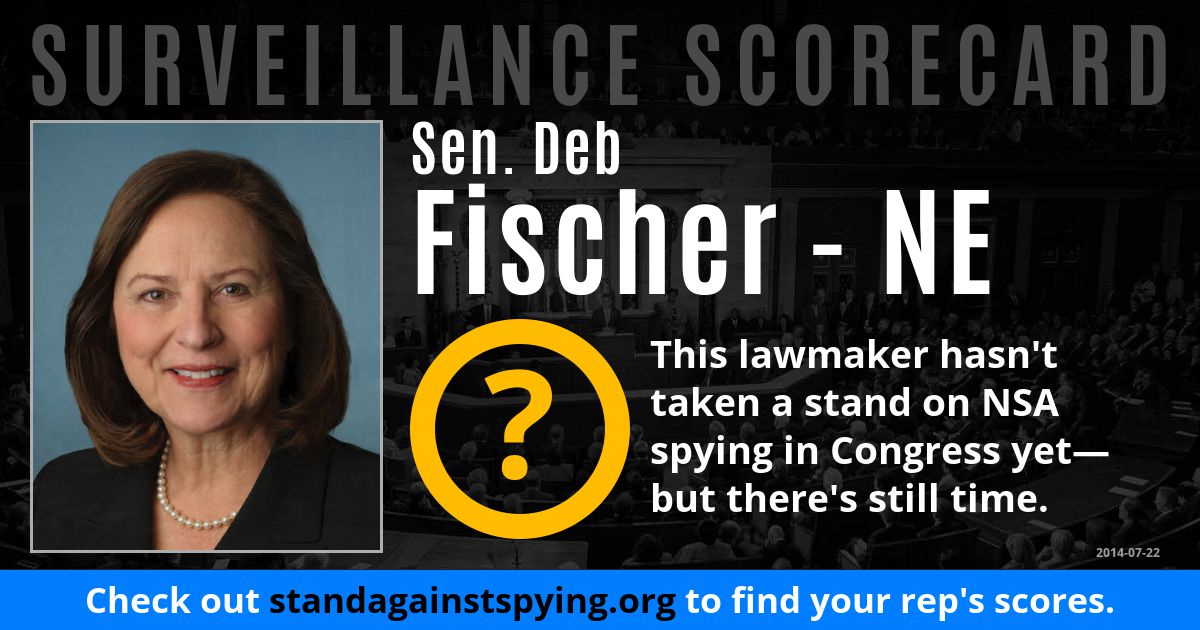 SURVEILLANCE SCORECARD
Sen. Deb
Fischer - NE
?
This lawmaker hasn't
taken a stand on NSA
spying in Congress yet—
but there's still time.
2014-07-22
Check out standagainstspying.org to find your rep's scores.